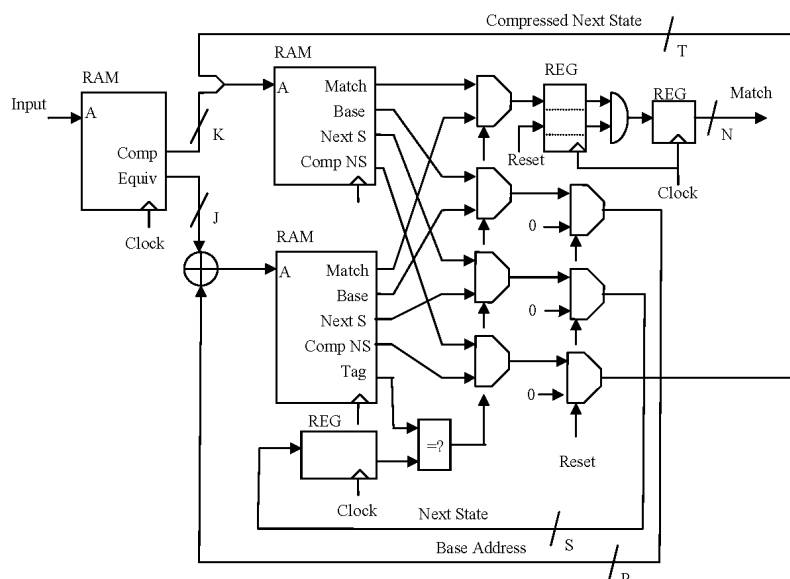 Compressed Next State
T
RAM
RAM
REG
REG
Input
A
A
Match
Base
Next S
Comp NS
K
Comp
Equiv
Match
N
Reset
Clock
Clock
J
0
RAM
A
Match
Base
Next S
Comp NS
Tag
0
0
REG
=?
Clock
Reset
Next State
S
Base Address